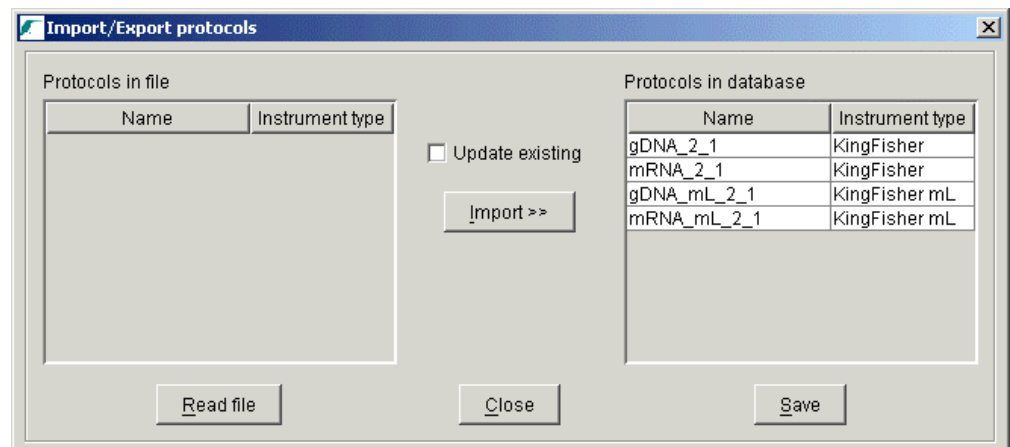 Import/Export protocols
Protocols in file
Name Instrument type
Update existing
Import >>
Protocols in database
Name Instrument type
gDNA_2_1 KingFisher
mRNA_2_1 KingFisher
gDNA_mL_2_1 KingFisher mL
mRNA_mL_2_1 KingFisher mL
Read file Close Save